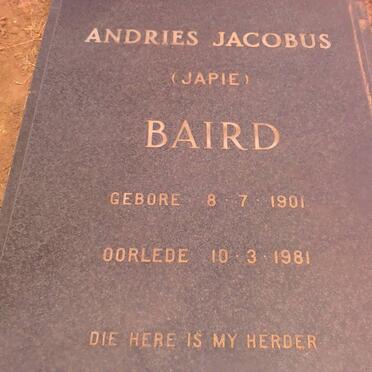 ANDRIES JACOBUS
(JAPIE)
BAIRD
GEBORE 8·7·1901
OORLEDE 10·3·1981
DIE HERE IS MY HERDER